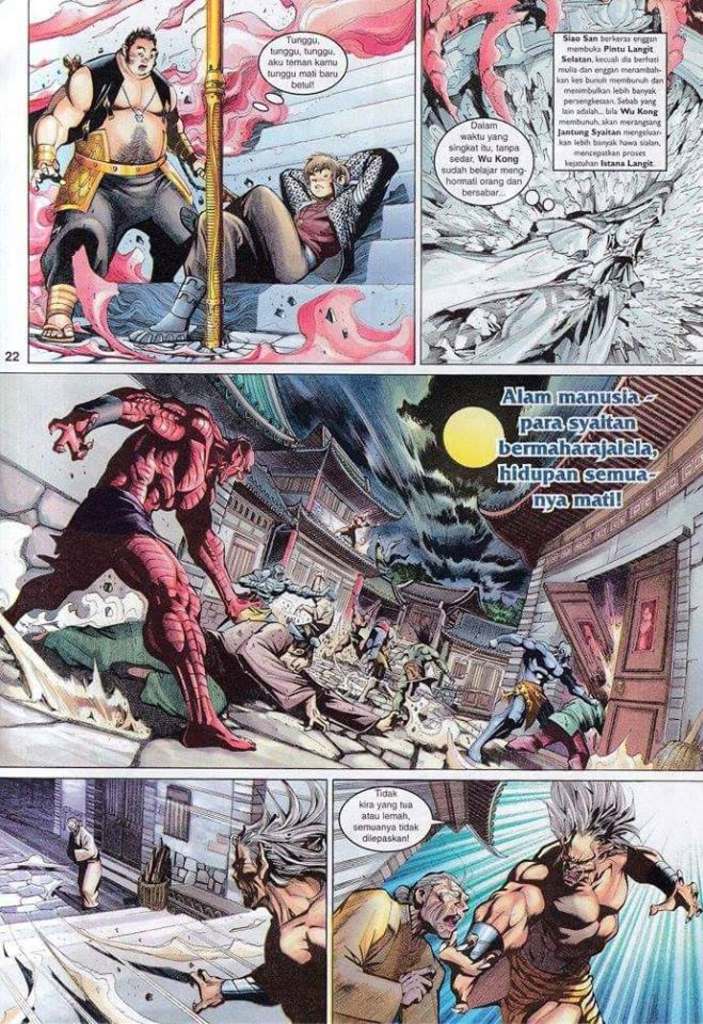 Tunggu,
tunggu, tunggu,
aku teman kamu
tunggu mati baru
betul!
Siao San berkeras enggan
membuka Pintu Langit
Selatan, kecuali dia berhati
mulia dan enggan menambah-
kan kes bunuh membunuh dan
menimbulkan lebih banyak
persengketaan. Sebab yang
lain adalah... bila Wu Kong
membunuh, akan merangsang
Jantung Syaitan mengeluar-
kan lebih banyak hawa sialan,
mencepatkan proses
kejatuhan Istana Langit.
Dalam
waktu yang
singkat itu, tanpa
sedar, Wu Kong
sudah pandai meng-
hormati orang dan
bersabar...
22
Alam manusia -
para syaitan
bermaharajalela,
hidupan semua-
nya mati!
Tidak
kira yang tua
atau lemah,
semuanya tidak
dilepaskan!